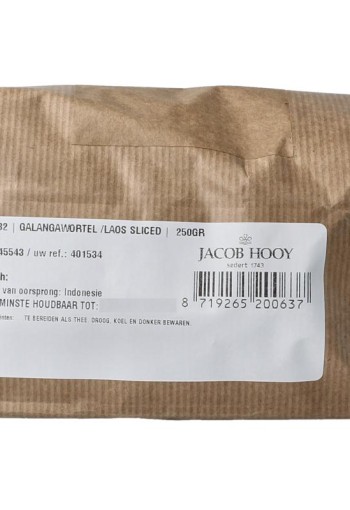 32 | GALANGAWORTEL /LAOS SLICED | 250GR
45543 / uw ref.: 401534
JACOB HOOY
sedert 1743
h:
van oorsprong: Indonesie
MINSTE HOUDBAAR TOT:
8 719265 200637
TE BEREIDEN ALS THEE. DROOG, KOEL EN DONKER BEWAREN.